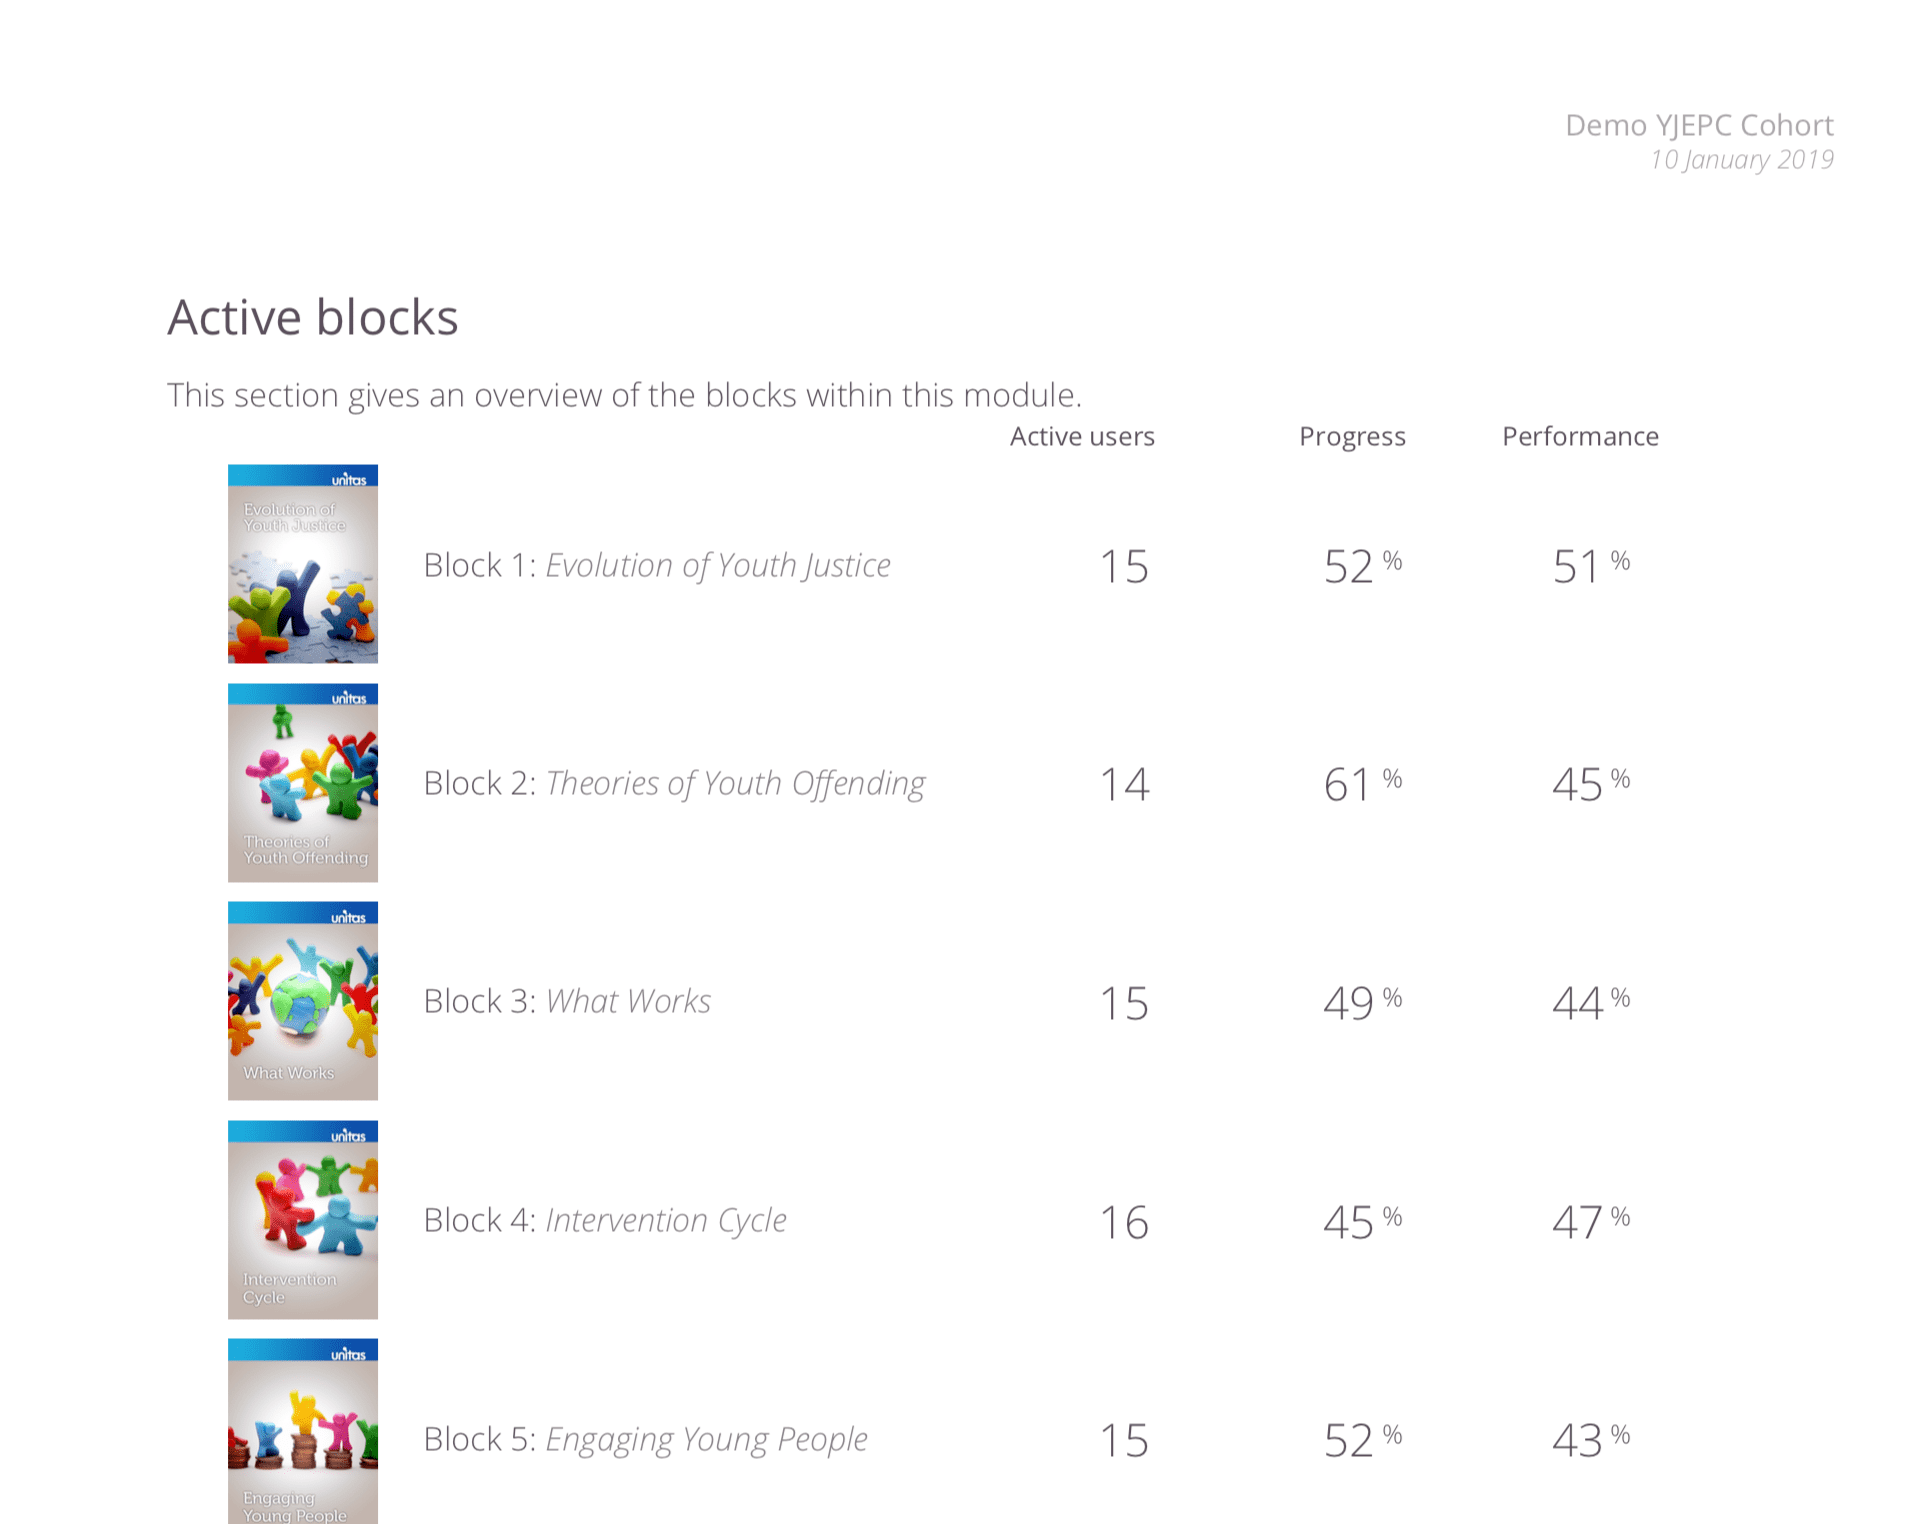 Demo YJEPC Cohort
10 January 2019
Active blocks
This section gives an overview of the blocks within this module.
Active users Progress Performance
unitas
Evolution of
Youth Justice
Block 1: Evolution of Youth Justice 15 52 % 51 %
unitas
Theories of
Youth Offending
Block 2: Theories of Youth Offending 14 61 % 45 %
unitas
What Works
Block 3: What Works 15 49 % 44 %
unitas
Intervention
Cycle
Block 4: Intervention Cycle 16 45 % 47 %
unitas
Engaging
Young People
Block 5: Engaging Young People 15 52 % 43 %